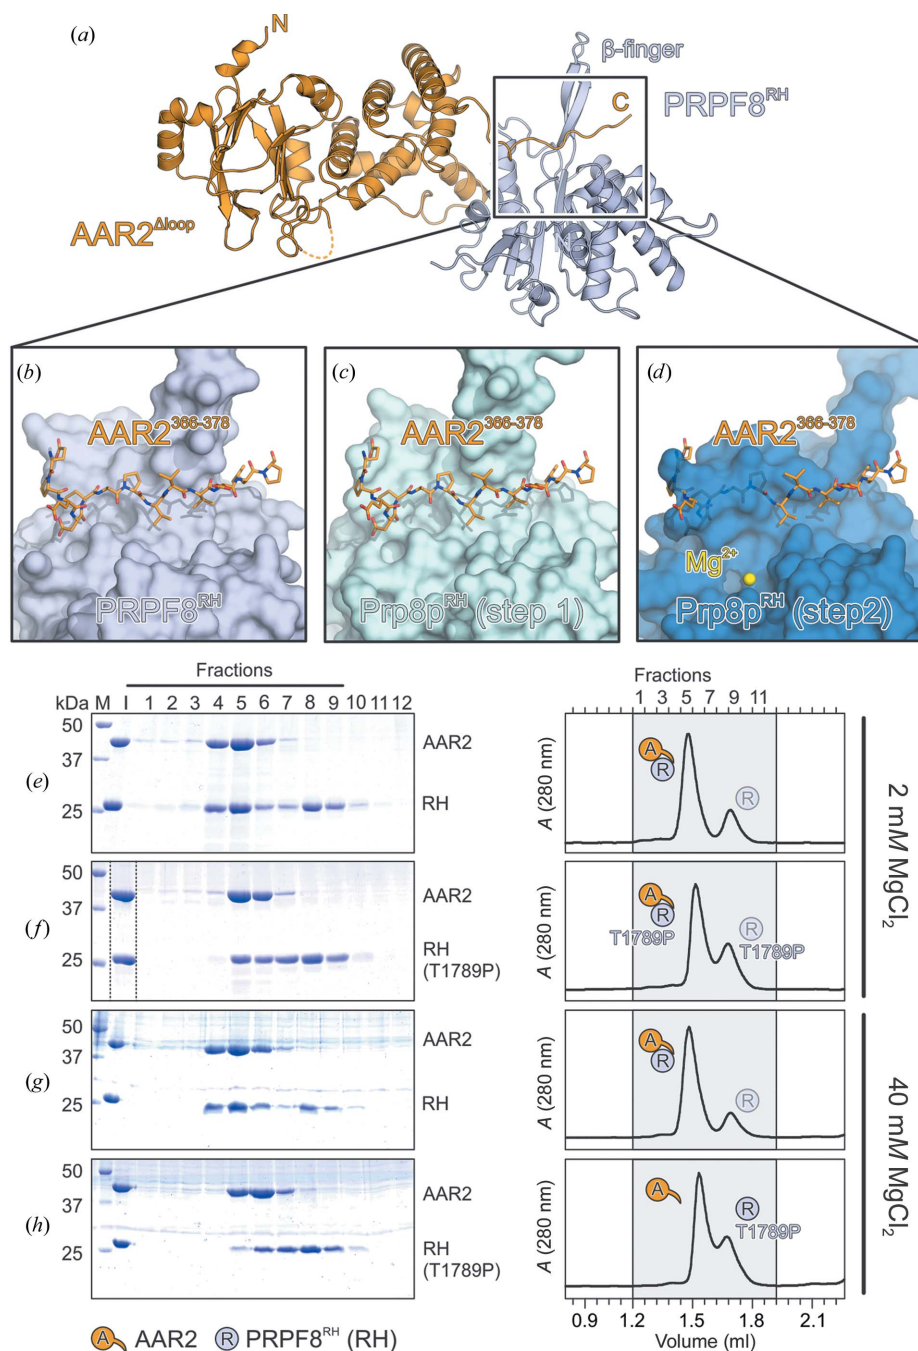 (a)
N
β-finger
C
PRPF8RH
AAR2Δloop
N
(b)
AAR2366-378
PRPF8RH
(c)
AAR2366-378
Prp8pRH (step 1)
(d)
AAR2366-378
Mg2+
Prp8pRH (step2)
Fractions
kDa M I 1 2 3 4 5 6 7 8 9 10 11 12
(e)
50
37
25
AAR2
RH
(f)
50
37
25
AAR2
RH
(T1789P)
(g)
50
37
25
AAR2
RH
(h)
50
37
25
AAR2
RH
(T1789P)
Fractions
1 3 5 7 9 11
A (280 nm)
A
R
R
A (280 nm)
A
R
T1789P
R
T1789P
2 mM MgCl2
A (280 nm)
A
R
R
A (280 nm)
A
R
T1789P
40 mM MgCl2
0.9 1.2 1.5 1.8 2.1
Volume (ml)
A AAR2 R PRPF8RH (RH)